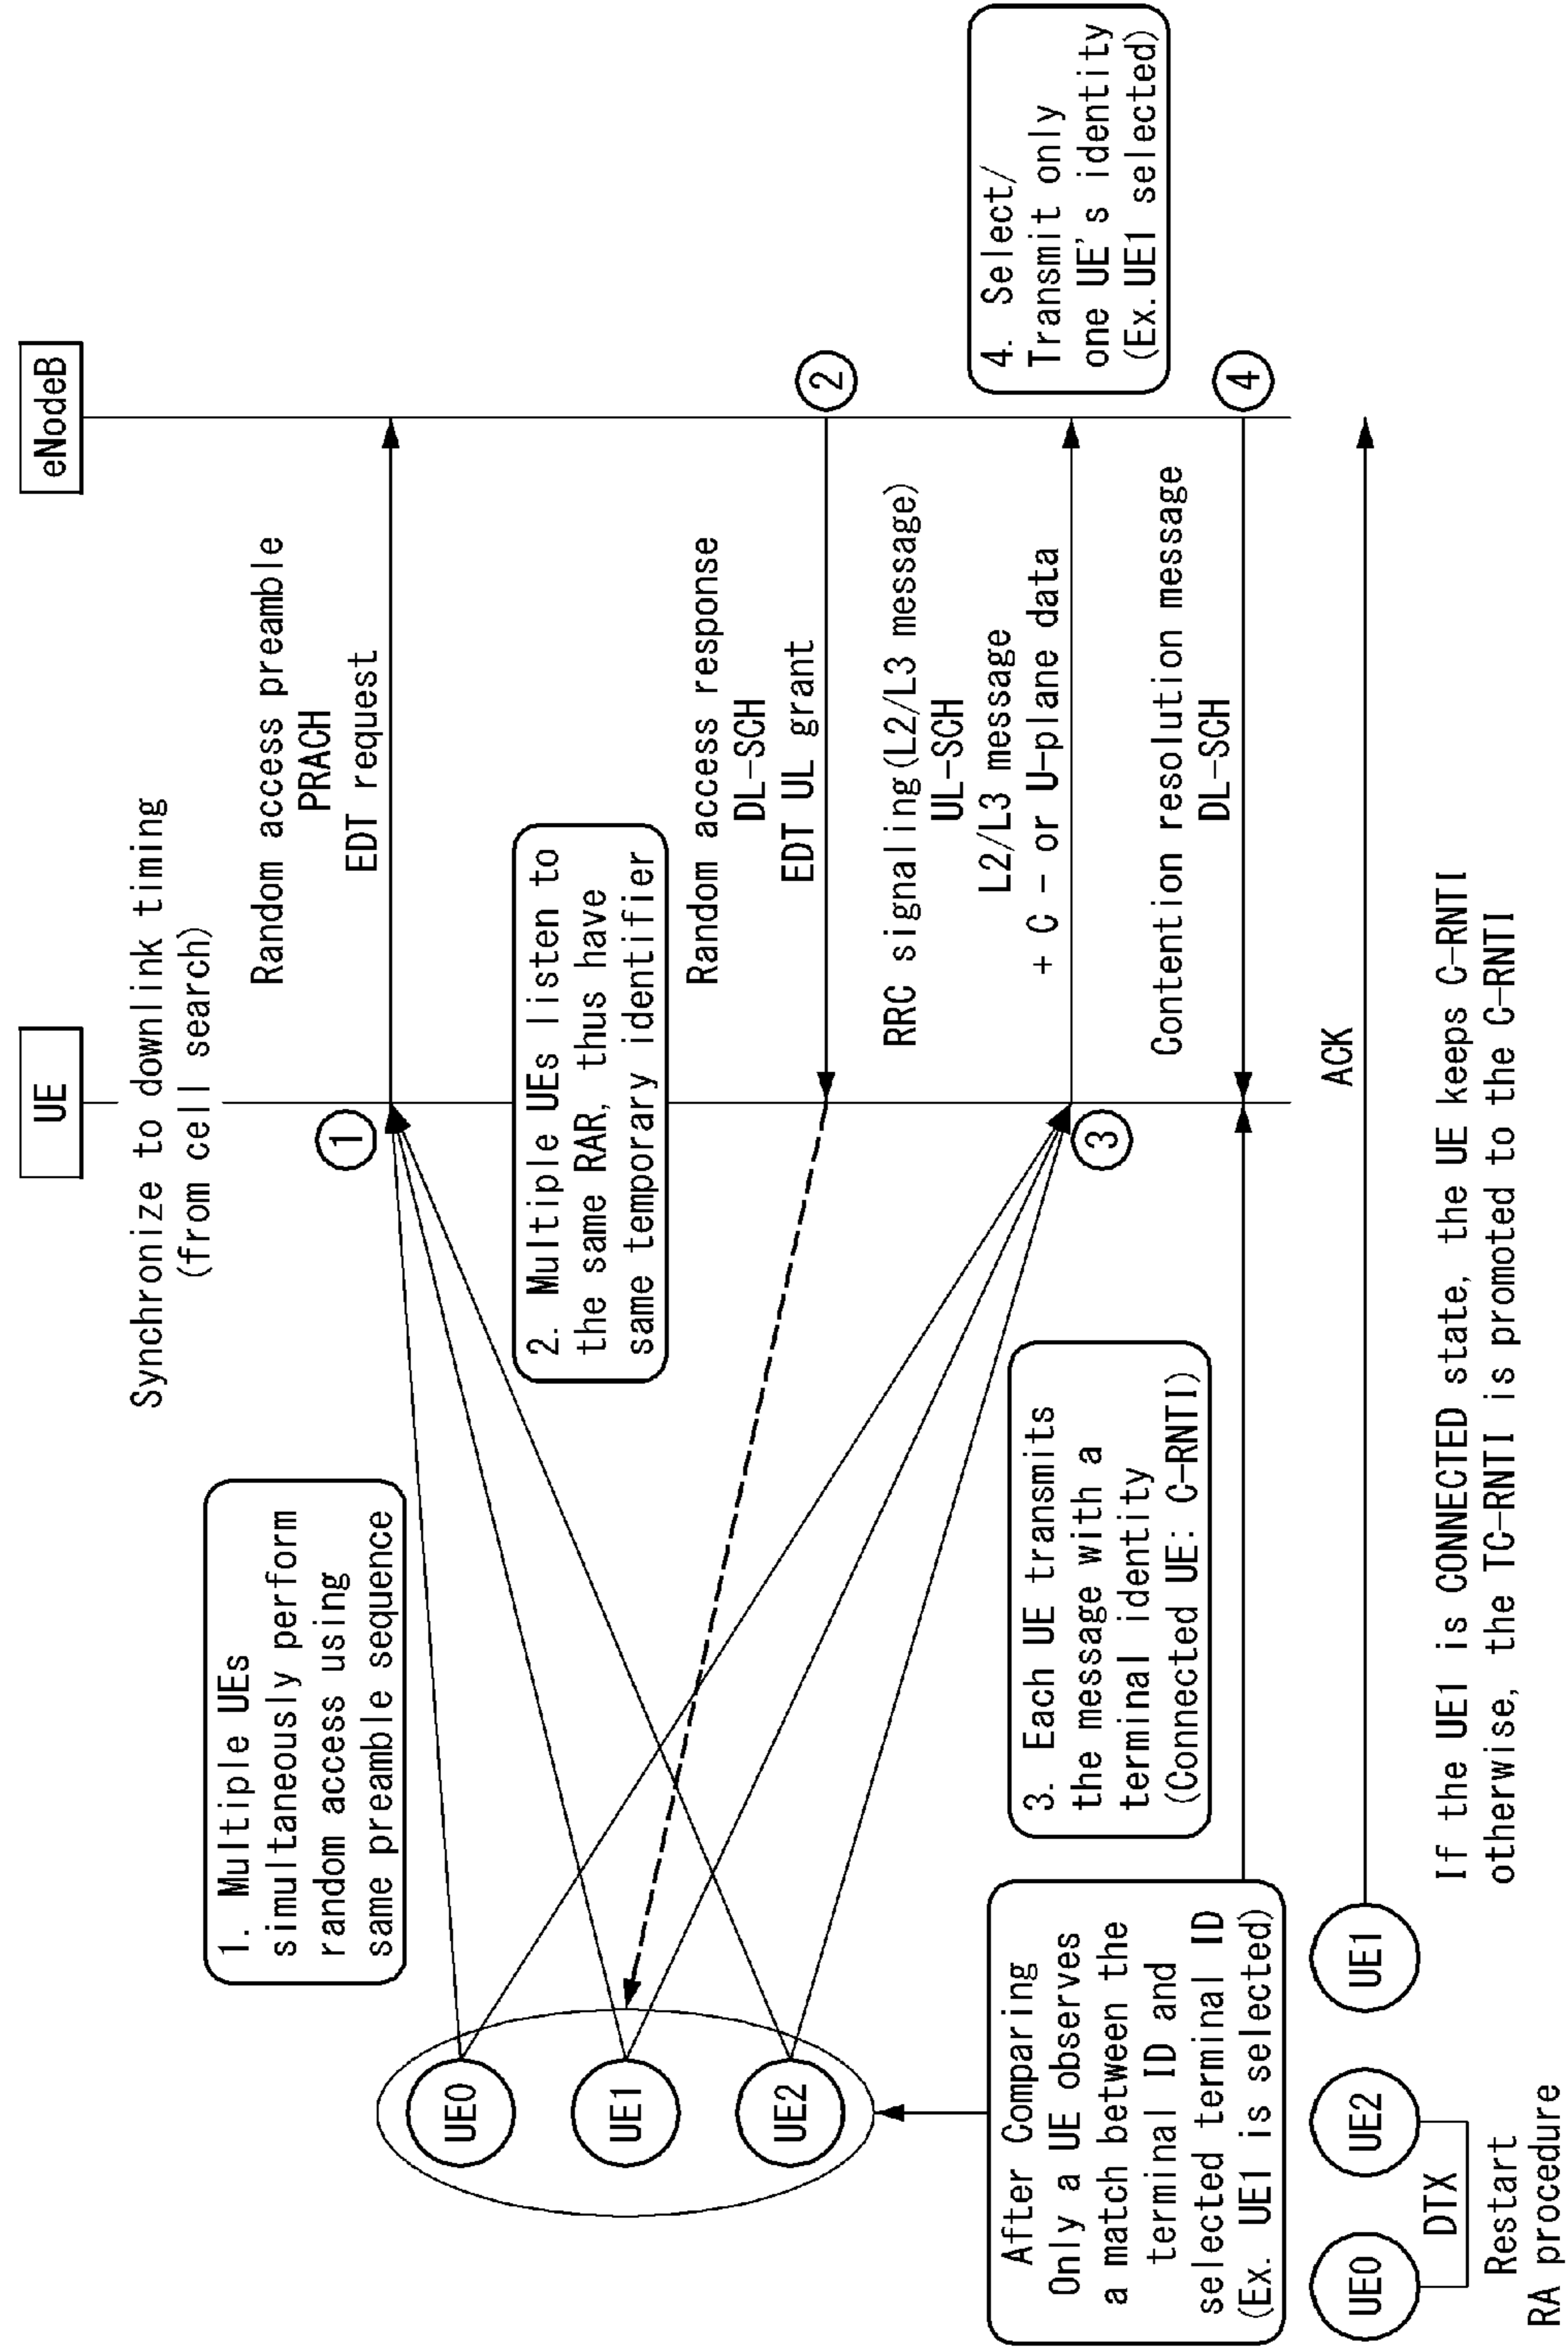 UE
eNodeB
Synchronize to downlink timing
(from cell search)
1. Multiple UEs
simultaneously perform
random access using
same preamble sequence
Random access preamble
PRACH
EDT request
1
UE0
UE1
UE2
2. Multiple UEs listen to
the same RAR, thus have
same temporary identifier
Random access response
DL-SCH
EDT UL grant
2
RRC signaling(L2/L3 message)
UL-SCH
L2/L3 message
+ C - or U-plane data
3
3. Each UE transmits
the message with a
terminal identity
(Connected UE: C-RNTI)
4. Select/
Transmit only
one UE's identity
(Ex. UE1 selected)
Contention resolution message
DL-SCH
4
After Comparing
Only a UE observes
a match between the
terminal ID and
selected terminal ID
(Ex. UE1 is selected)
UE0
UE2
UE1
ACK
DTX
Restart
RA procedure
If the UE1 is CONNECTED state, the UE keeps C-RNTI
otherwise, the TC-RNTI is promoted to the C-RNTI